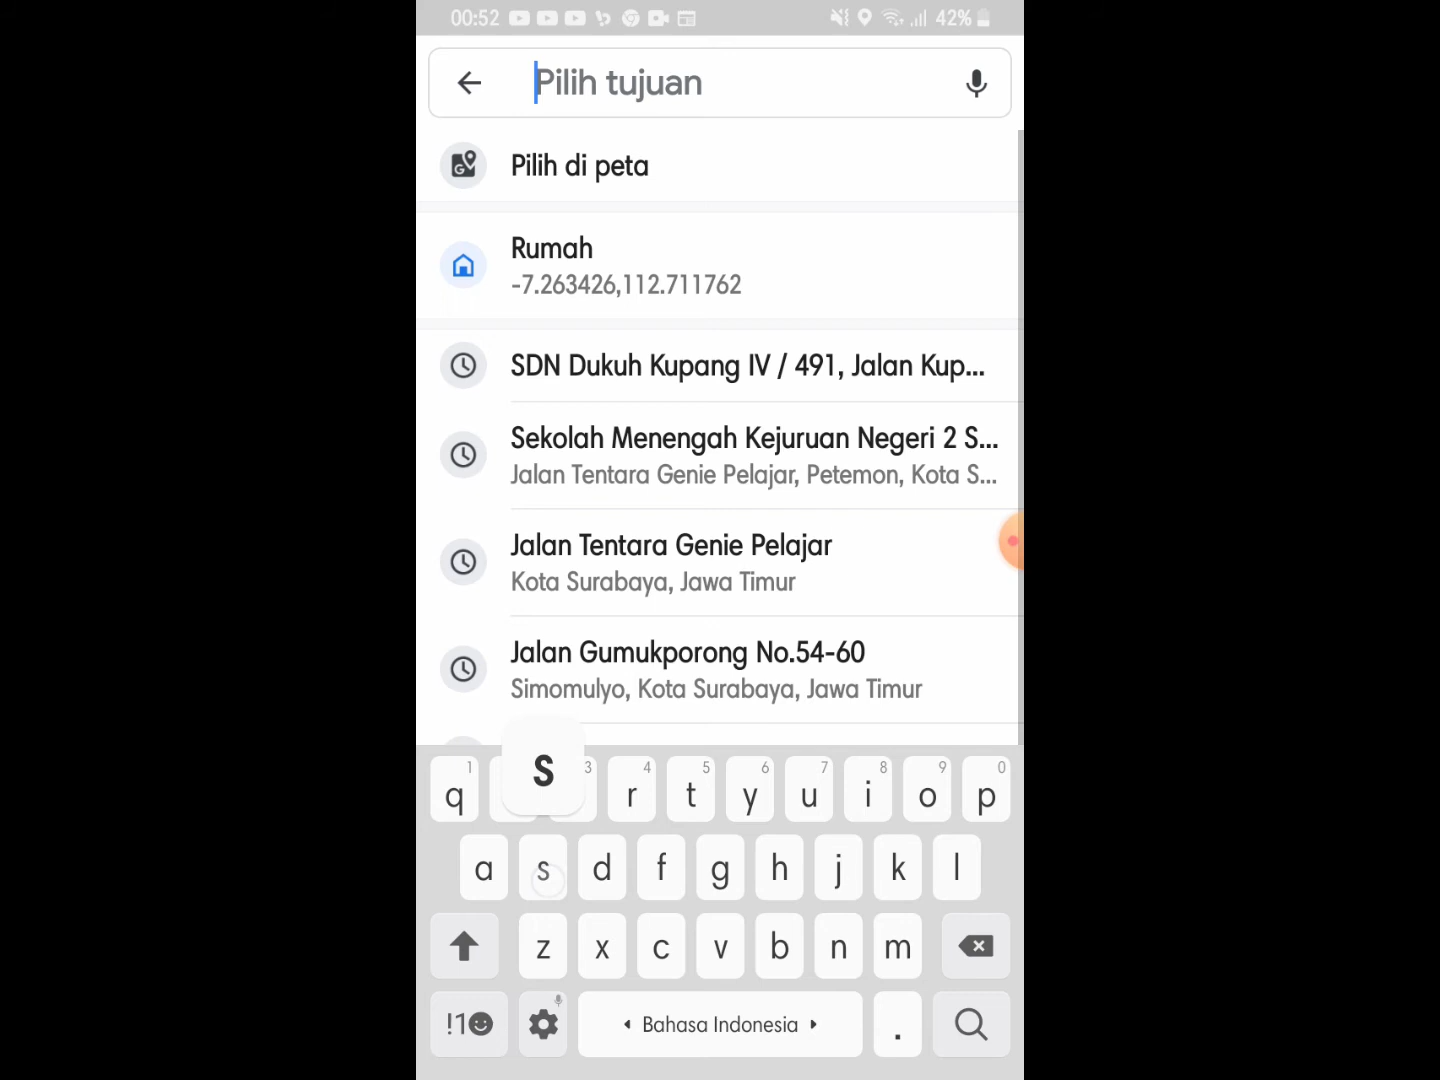 00:52 42%
Pilih tujuan
Pilih di peta
Rumah
-7.263426,112.711762
SDN Dukuh Kupang IV / 491, Jalan Kup...
Sekolah Menengah Kejuruan Negeri 2 S...
Jalan Tentara Genie Pelajar, Petemon, Kota S...
Jalan Tentara Genie Pelajar
Kota Surabaya, Jawa Timur
Jalan Gumukporong No.54-60
Simomulyo, Kota Surabaya, Jawa Timur
S
1 3 4 5 6 7 8 9 0
q r t y u i o p
a s d f g h j k l
z x c v b n m
!1 Bahasa Indonesia .